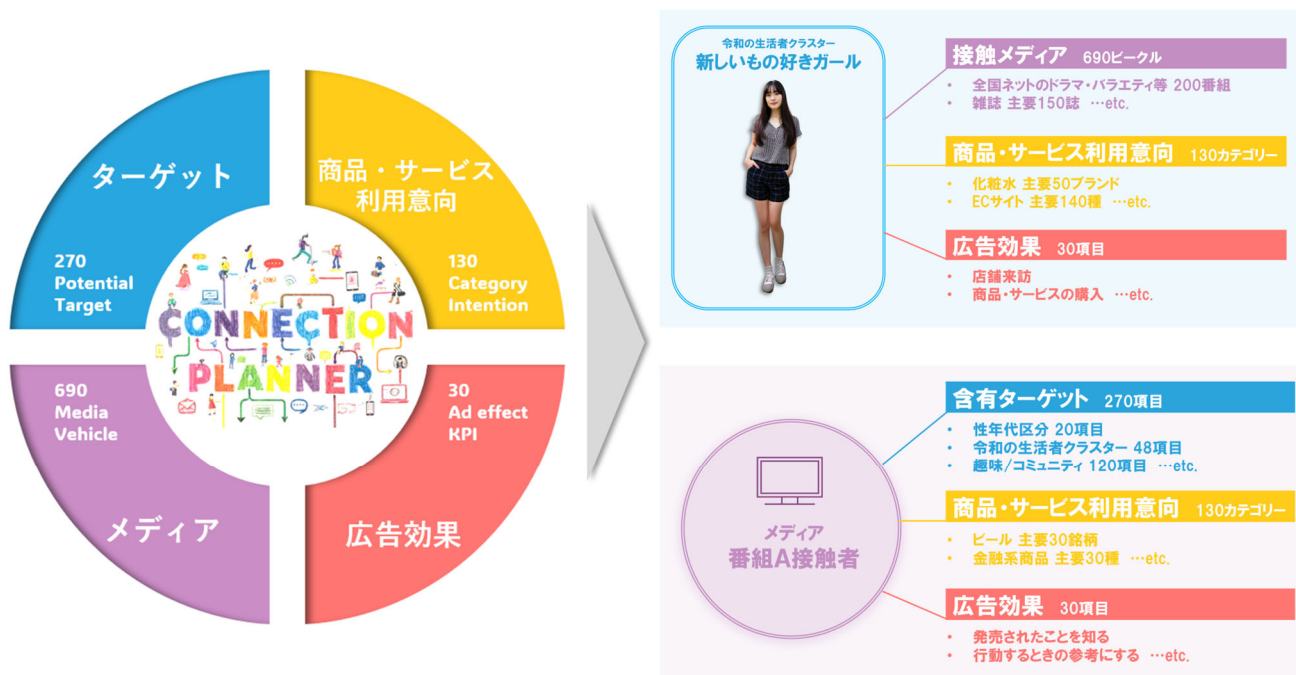 ターゲット
270
Potential
Target
商品・サービス
利用意向
130
Category
Intention
CONNECTION
PLANNER
690
Media
Vehicle
メディア
30
Ad effect
KPI
広告効果
令和の生活者クラスター
新しいもの好きガール
接触メディア 690ビークル
・ 全国ネットのドラマ・バラエティ等 200番組
・ 雑誌 主要150誌 …etc.
商品・サービス利用意向 130カテゴリー
・ 化粧水 主要50ブランド
・ ECサイト 主要140種 …etc.
広告効果 30項目
・ 店舗来訪
・ 商品・サービスの購入 …etc.
メディア
番組A接触者
含有ターゲット 270項目
・ 性年代区分 20項目
・ 令和の生活者クラスター 48項目
・ 趣味/コミュニティ 120項目 …etc.
商品・サービス利用意向 130カテゴリー
・ ビール 主要30銘柄
・ 金融系商品 主要30種 …etc.
広告効果 30項目
・ 発売されたことを知る
・ 行動するときの参考にする …etc.